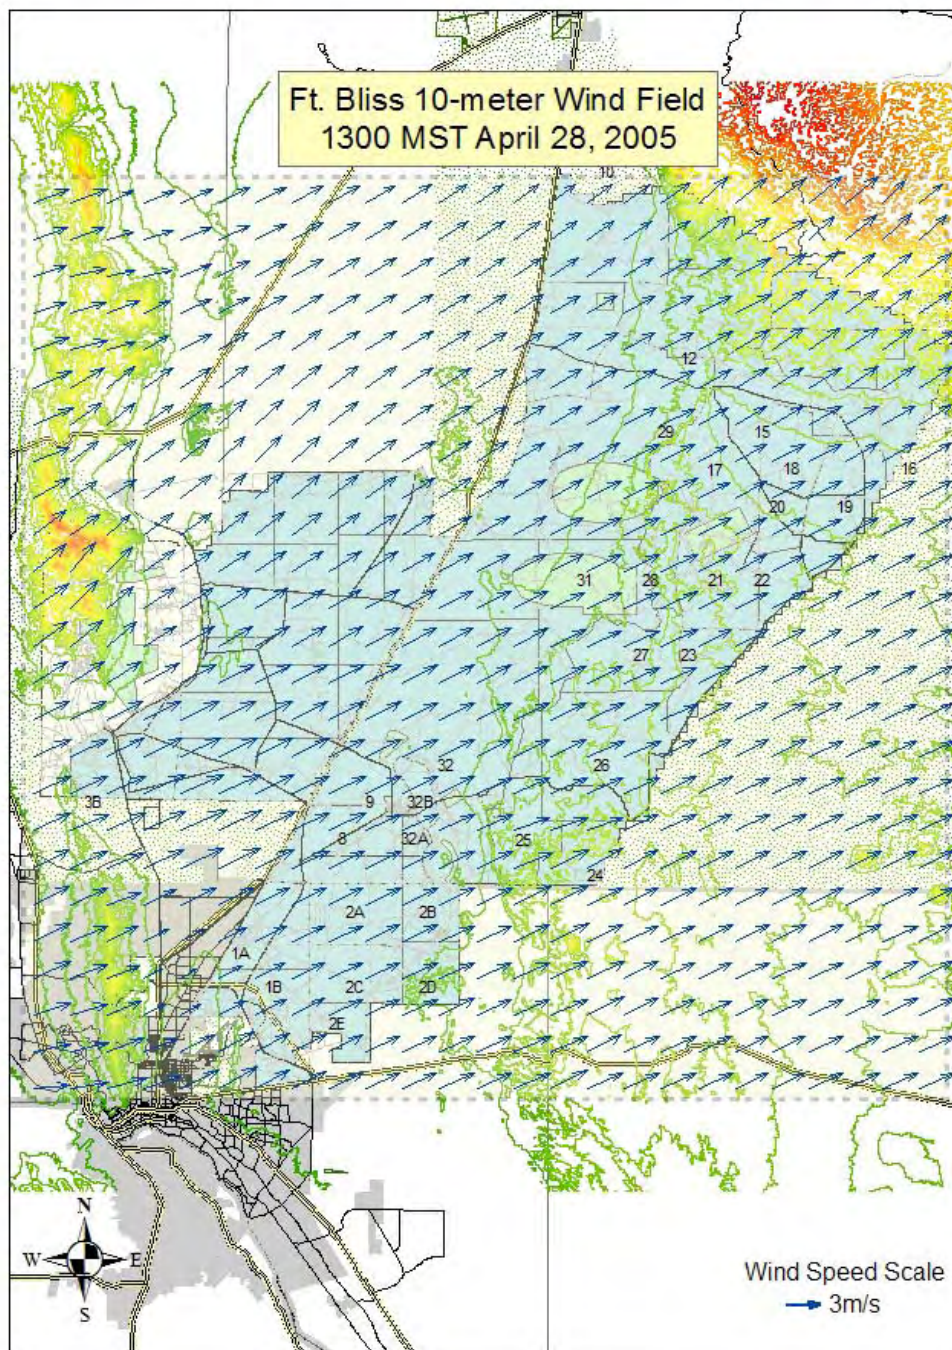 Ft. Bliss 10-meter Wind Field
1300 MST April 28, 2005
10
12
29
15
17
18
16
20
19
31
28
21
22
27
23
32
26
3B
9
32B
8
32A
25
24
2A
2B
1A
1B
2C
2D
2E
N
W
E
S
Wind Speed Scale
3m/s